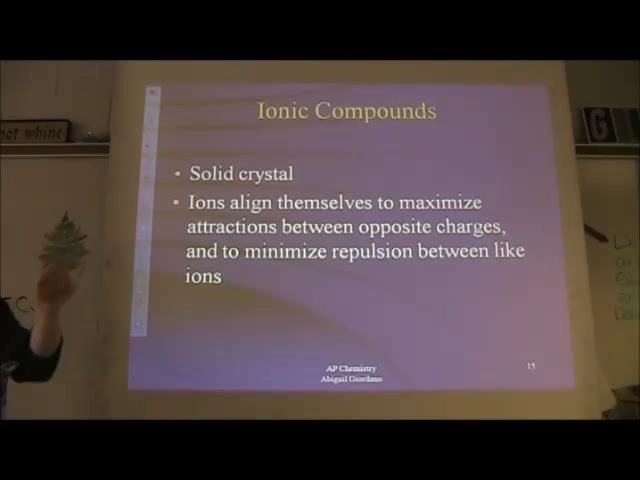 Ionic Compounds
not whine
G
• Solid crystal
• Ions align themselves to maximize
attractions between opposite charges,
and to minimize repulsion between like
ions
AP Chemistry
Abigail Giordano
15